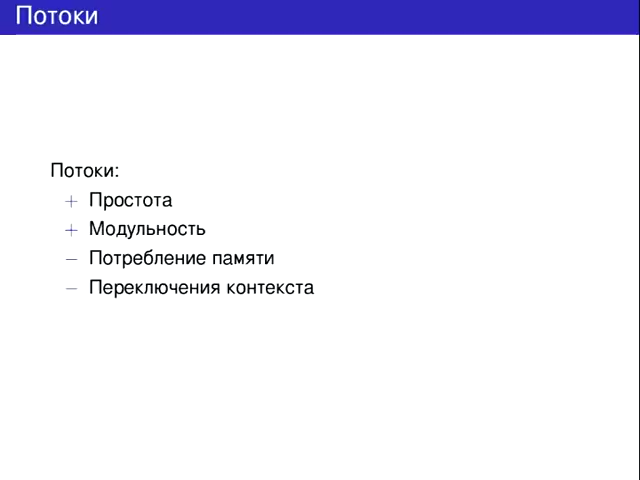 Потоки
Потоки:
+ Простота
+ Модульность
− Потребление памяти
− Переключения контекста